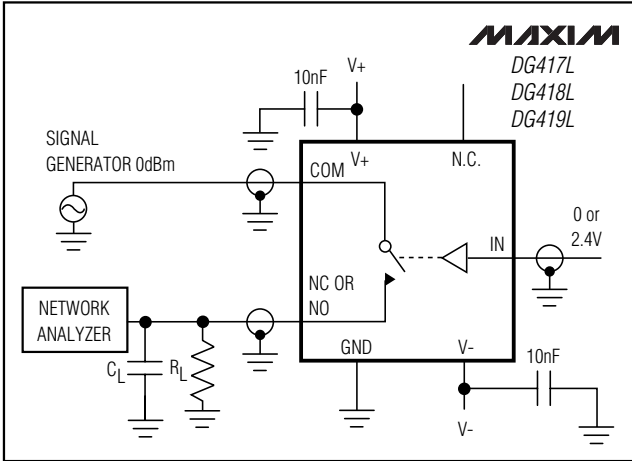 MAXIM
DG417L
DG418L
DG419L
10nF
V+
SIGNAL
GENERATOR 0dBm
V+
N.C.
COM
0 or
2.4V
IN
NC OR
NO
NETWORK
ANALYZER
CL
RL
GND
V-
10nF
V-